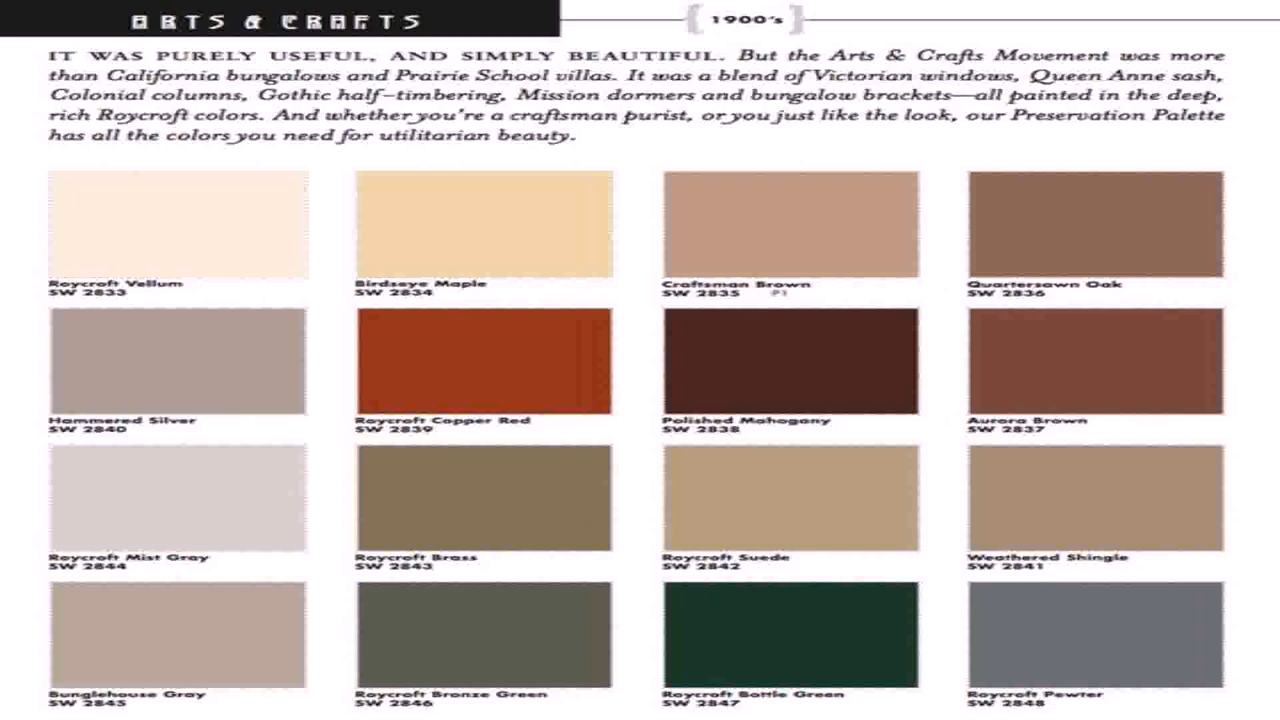 ARTS & CRAFTS
1900's
IT WAS PURELY USEFUL, AND SIMPLY BEAUTIFUL. But the Arts & Crafts Movement was more
than California bungalows and Prairie School villas. It was a blend of Victorian windows, Queen Anne sash,
Colonial columns, Gothic half-timbering, Mission dormers and bungalow brackets—all painted in the deep,
rich Roycroft colors. And whether you're a craftsman purist, or you just like the look, our Preservation Palette
has all the colors you need for utilitarian beauty.
Roycroft Vellum
SW 2833
Birdseye Maple
SW 2834
Craftsman Brown
SW 2835 P1
Quartersawn Oak
SW 2836
Hammered Silver
SW 2840
Roycroft Copper Red
SW 2839
Polished Mahogany
SW 2838
Aurora Brown
SW 2837
Roycroft Mist Gray
SW 2844
Roycroft Brass
SW 2843
Roycroft Suede
SW 2842
Weathered Shingle
SW 2841
Bunglehouse Gray
SW 2845
Roycroft Bronze Green
SW 2846
Roycroft Bottle Green
SW 2847
Roycroft Pewter
SW 2848